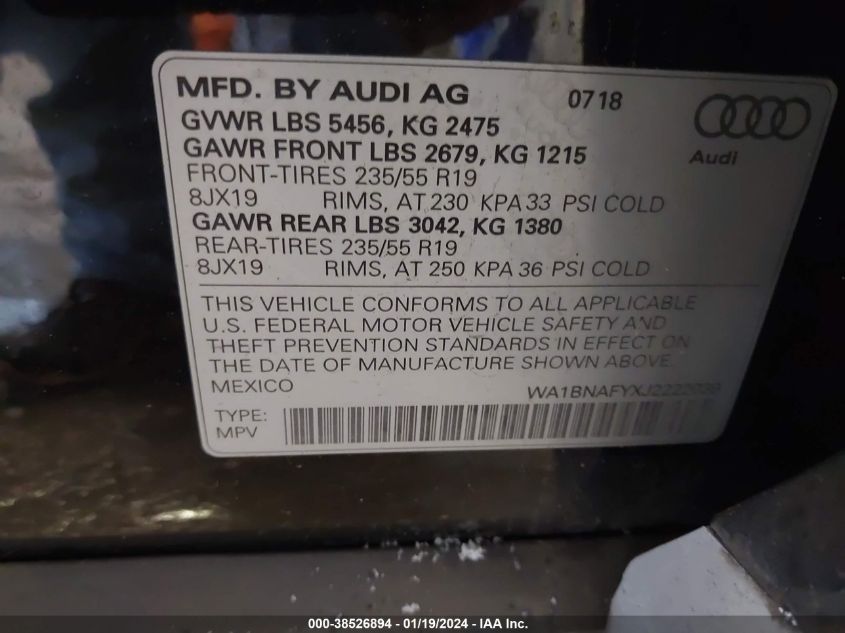 MFD. BY AUDI AG 0718
GVWR LBS 5456, KG 2475
GAWR FRONT LBS 2679, KG 1215
Audi
FRONT-TIRES 235/55 R19
8JX19 RIMS, AT 230 KPA 33 PSI COLD
GAWR REAR LBS 3042, KG 1380
REAR-TIRES 235/55 R19
8JX19 RIMS, AT 250 KPA 36 PSI COLD
THIS VEHICLE CONFORMS TO ALL APPLICABLE
U.S. FEDERAL MOTOR VEHICLE SAFETY AND
THEFT PREVENTION STANDARDS IN EFFECT ON
THE DATE OF MANUFACTURE SHOWN ABOVE.
MEXICO
TYPE:
MPV
000-38526894 - 01/19/2024 - IAA Inc.